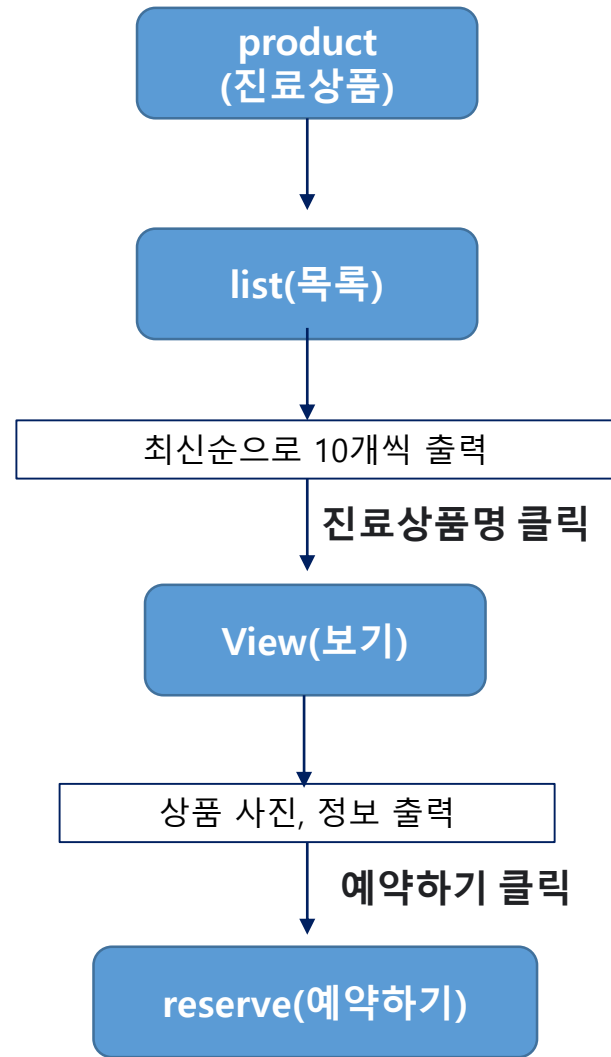 product
(진료상품)
list(목록)
최신순으로 10개씩 출력
진료상품명 클릭
View(보기)
상품 사진, 정보 출력
예약하기 클릭
reserve(예약하기)